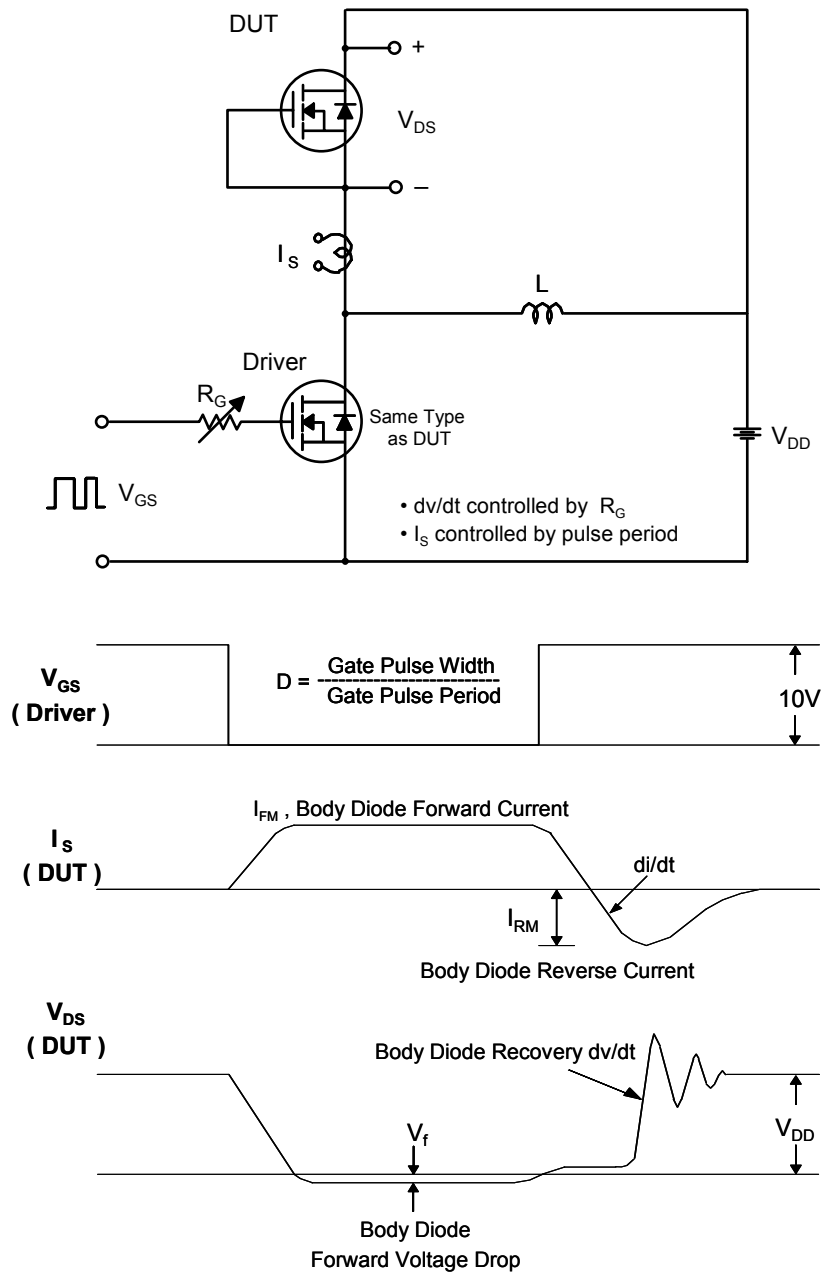 DUT
+
V_DS
−
I_S
L
Driver
R_G
Same Type
as DUT
V_DD
V_GS
• dv/dt controlled by R_G
• I_S controlled by pulse period
V_GS
( Driver )
D = Gate Pulse Width
Gate Pulse Period
10V
I_FM , Body Diode Forward Current
I_S
( DUT )
di/dt
I_RM
Body Diode Reverse Current
V_DS
( DUT )
Body Diode Recovery dv/dt
V_f
V_DD
Body Diode
Forward Voltage Drop